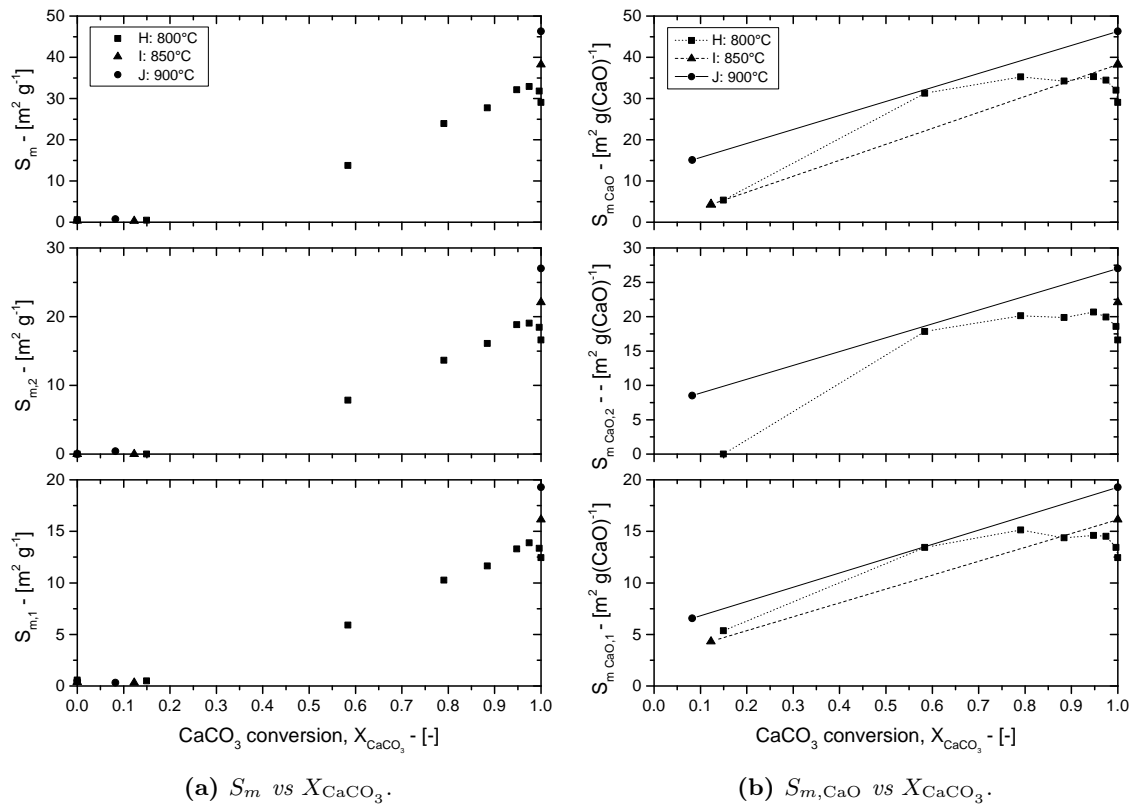 H: 800°C
I: 850°C
J: 900°C
S_m - [m² g⁻¹]
50
40
30
20
10
0
S_m,2 - [m² g⁻¹]
30
20
10
0
S_m,1 - [m² g⁻¹]
20
15
10
5
0
0.0 0.1 0.2 0.3 0.4 0.5 0.6 0.7 0.8 0.9 1.0
CaCO₃ conversion, X_CaCO₃ - [-]
(a) S_m vs X_CaCO₃.
H: 800°C
I: 850°C
J: 900°C
S_m CaO - [m² g(CaO)⁻¹]
50
40
30
20
10
0
S_m CaO,2 - - [m² g(CaO)⁻¹]
30
25
20
15
10
5
0
S_m CaO,1 - [m² g(CaO)⁻¹]
20
15
10
5
0
0.0 0.1 0.2 0.3 0.4 0.5 0.6 0.7 0.8 0.9 1.0
CaCO₃ conversion, X_CaCO₃ - [-]
(b) S_m,CaO vs X_CaCO₃.